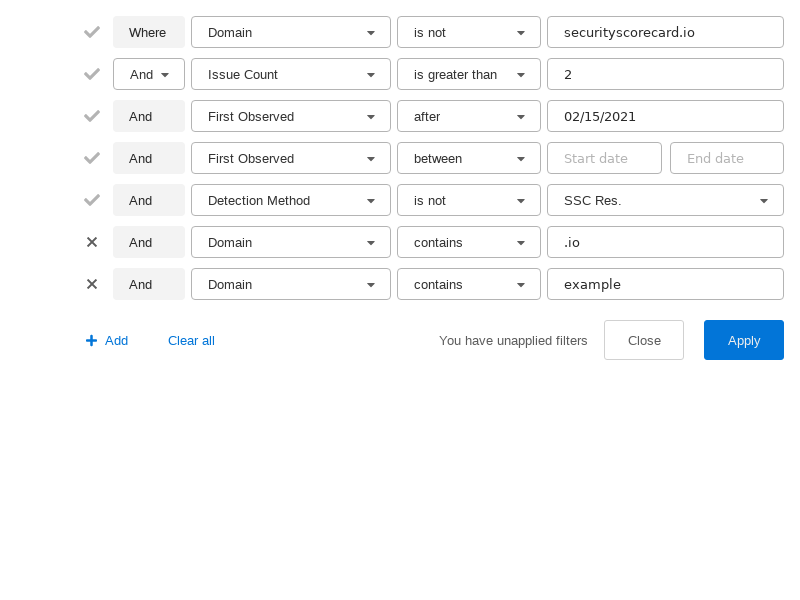 Where Domain is not securityscorecard.io
And Issue Count is greater than 2
And First Observed after 02/15/2021
And First Observed between Start date End date
And Detection Method is not SSC Res.
And Domain contains .io
And Domain contains example
Add Clear all You have unapplied filters Close Apply